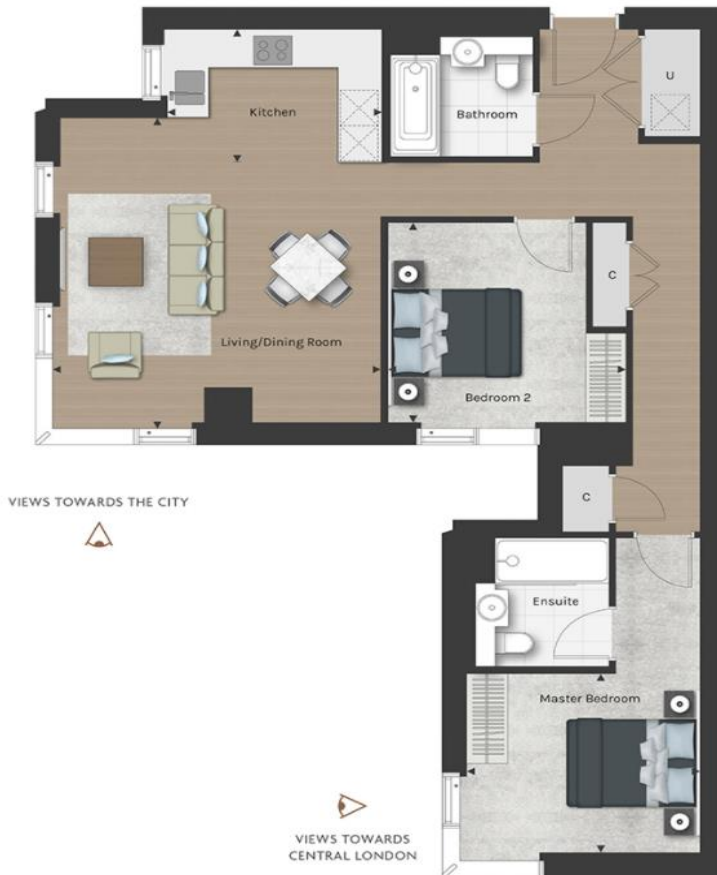 U
Kitchen
Bathroom
C
Living/Dining Room
Bedroom 2
VIEWS TOWARDS THE CITY
C
Ensuite
Master Bedroom
VIEWS TOWARDS
CENTRAL LONDON